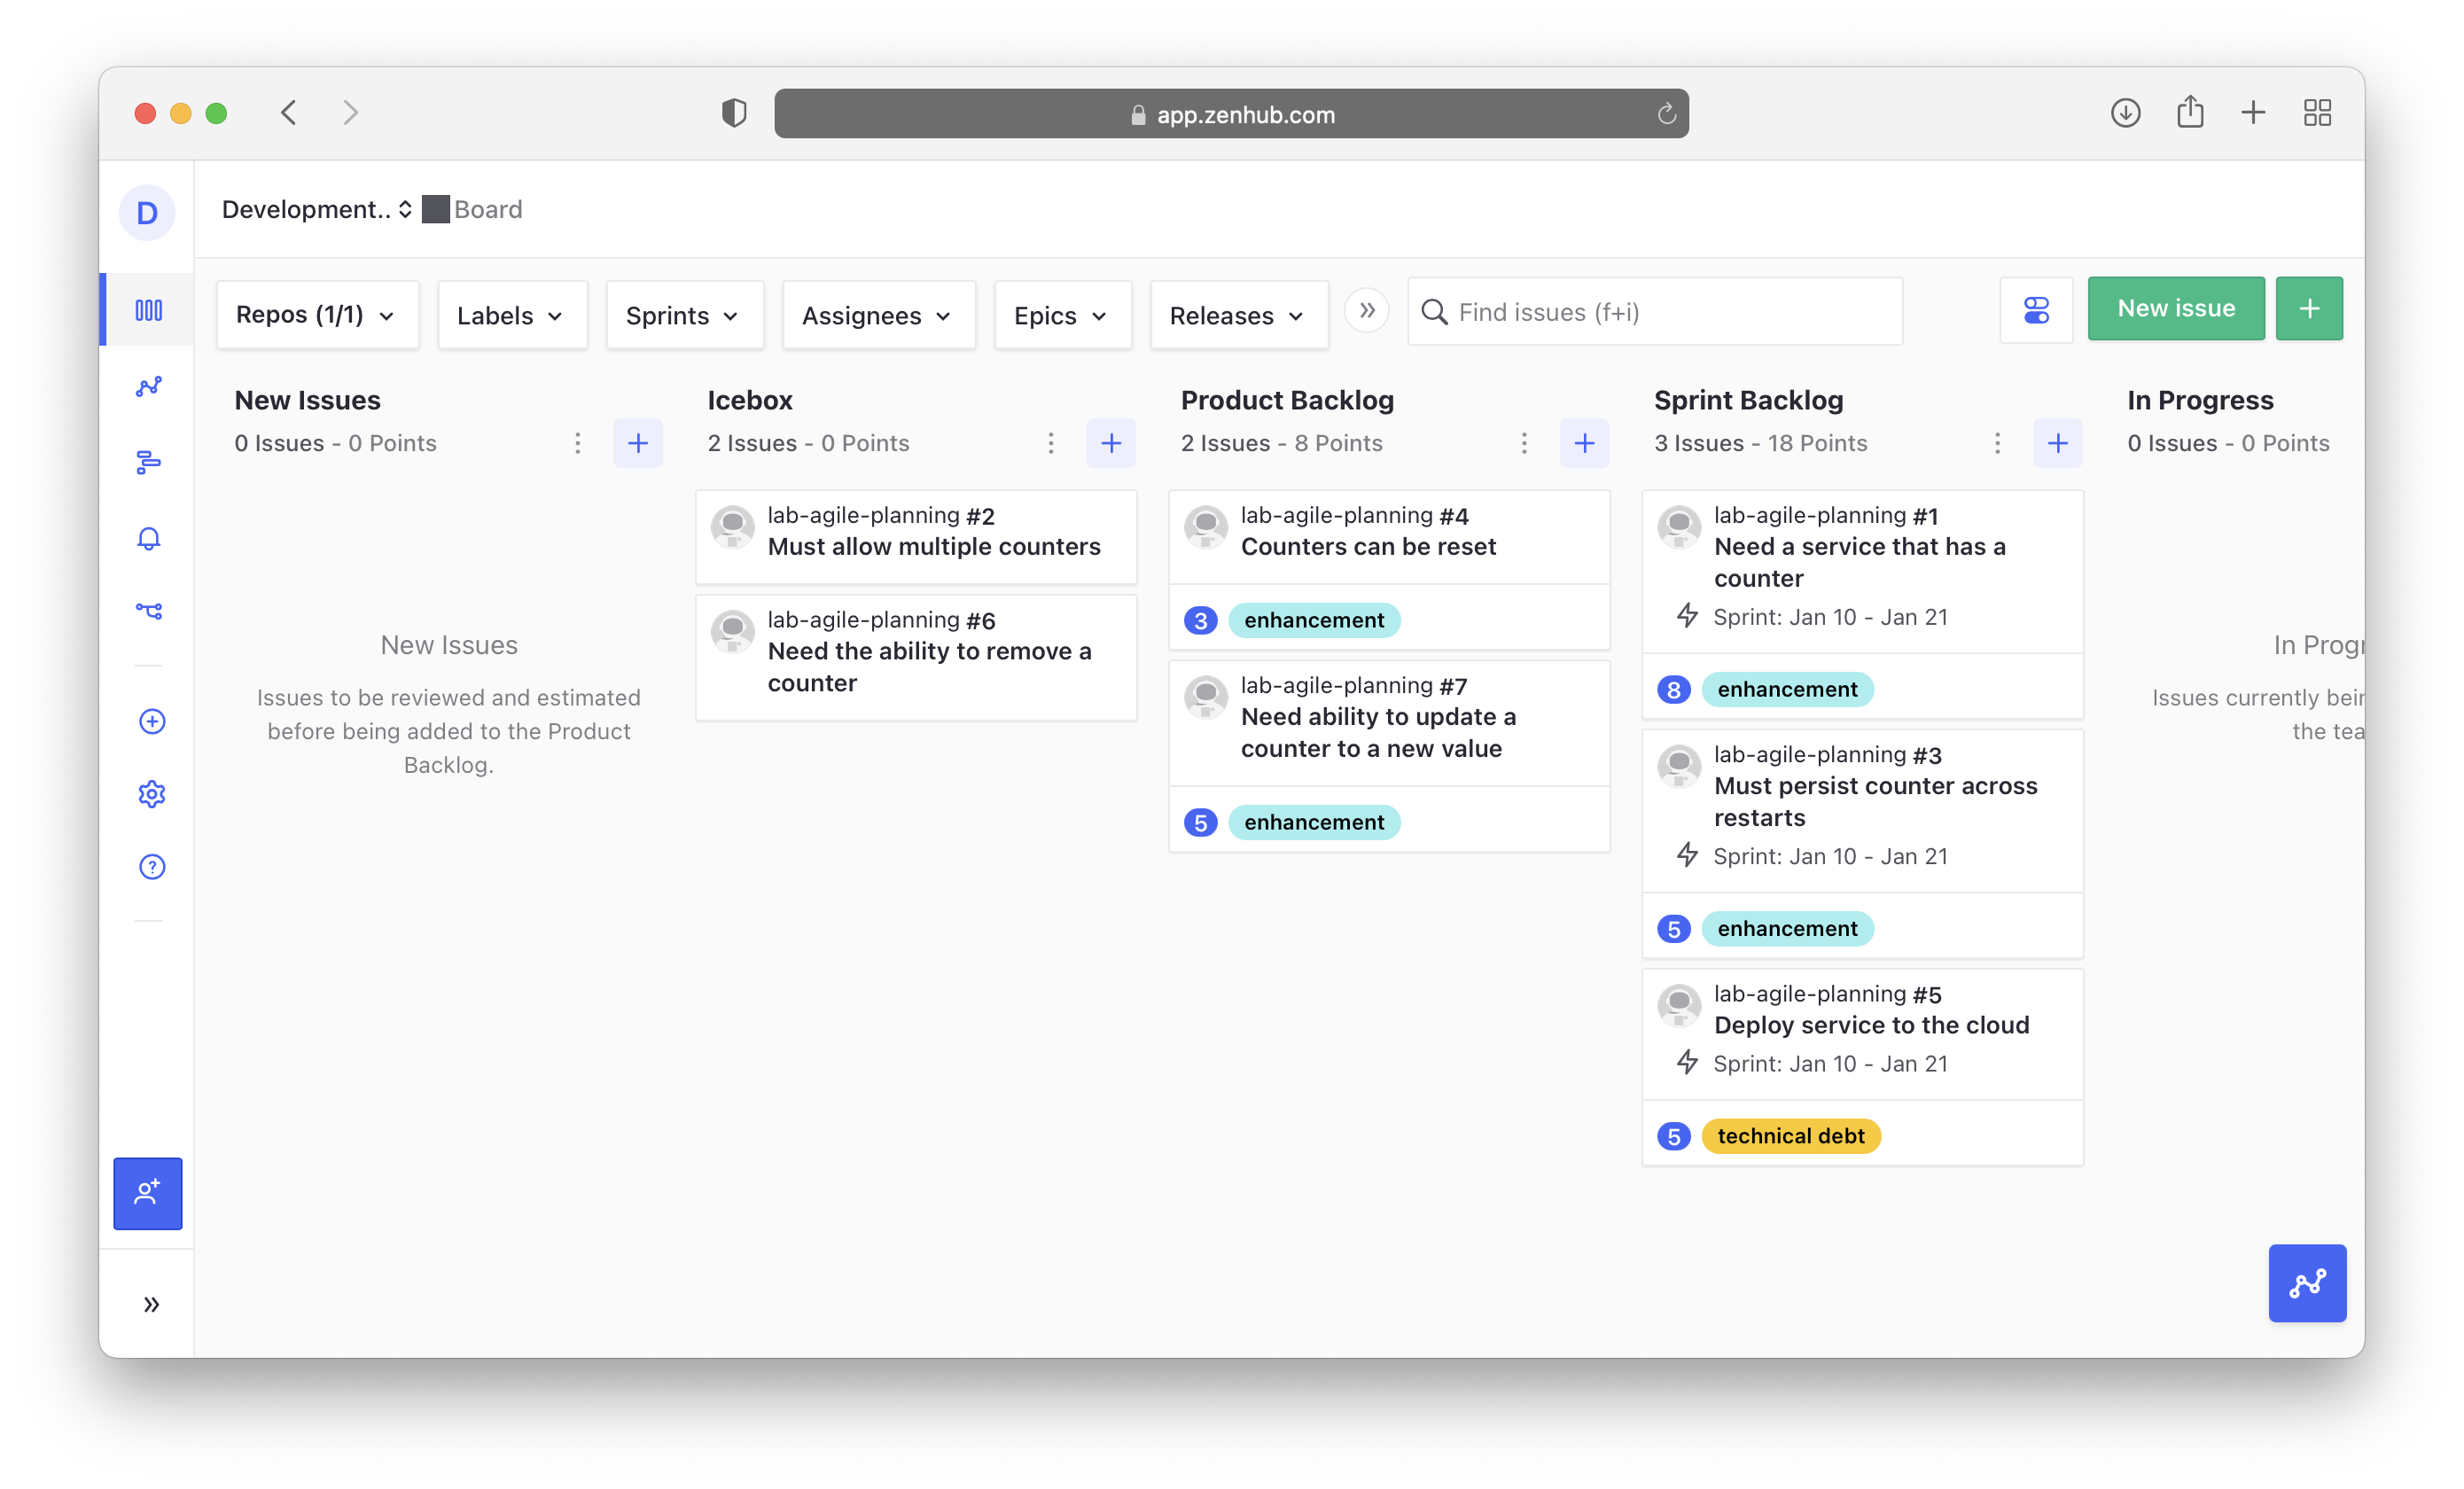 app.zenhub.com
D
Development.. Board
Repos (1/1)
Labels
Sprints
Assignees
Epics
Releases
Find issues (f+i)
New issue
New Issues
0 Issues - 0 Points
New Issues
Issues to be reviewed and estimated
before being added to the Product
Backlog.
Icebox
2 Issues - 0 Points
lab-agile-planning #2
Must allow multiple counters
lab-agile-planning #6
Need the ability to remove a
counter
Product Backlog
2 Issues - 8 Points
lab-agile-planning #4
Counters can be reset
3 enhancement
lab-agile-planning #7
Need ability to update a
counter to a new value
5 enhancement
Sprint Backlog
3 Issues - 18 Points
lab-agile-planning #1
Need a service that has a
counter
Sprint: Jan 10 - Jan 21
8 enhancement
lab-agile-planning #3
Must persist counter across
restarts
Sprint: Jan 10 - Jan 21
5 enhancement
lab-agile-planning #5
Deploy service to the cloud
Sprint: Jan 10 - Jan 21
5 technical debt
In Progress
0 Issues - 0 Points
In Progr
Issues currently bein
the tea